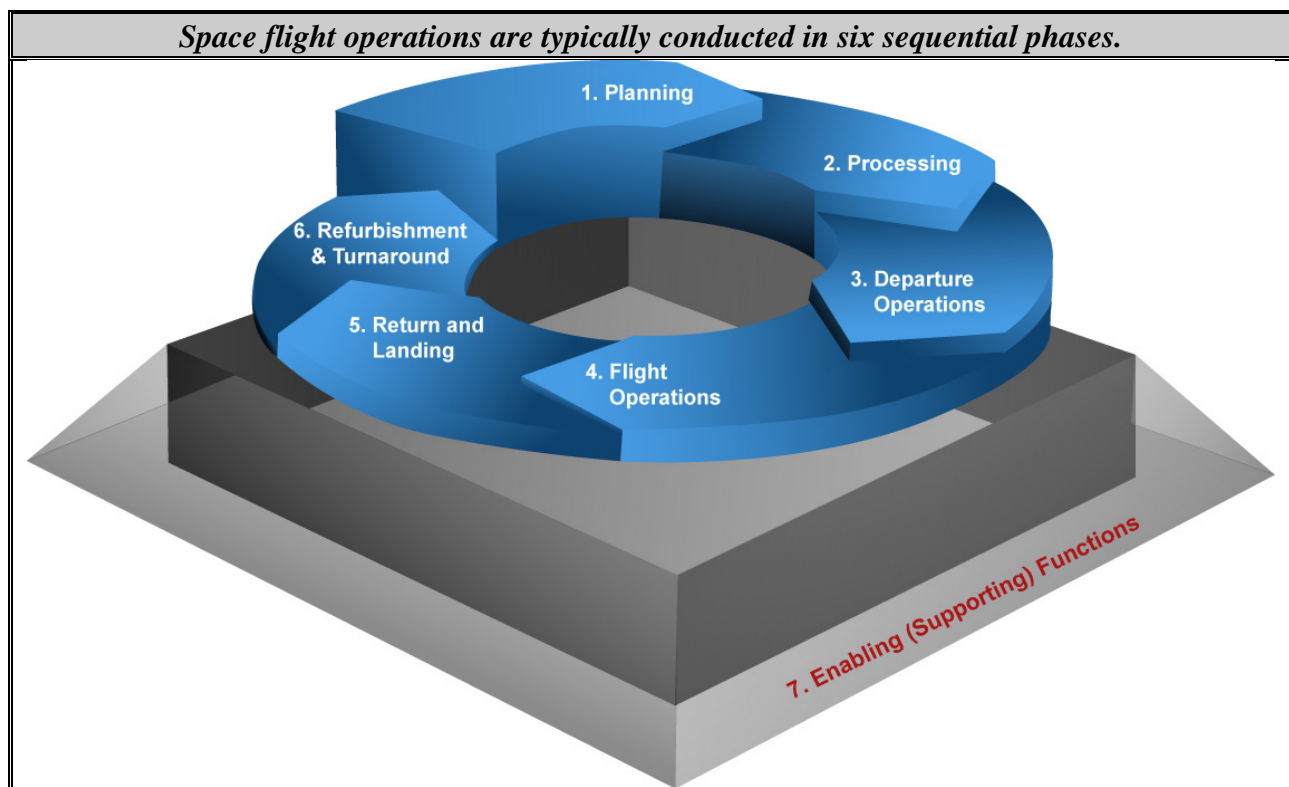 Space flight operations are typically conducted in six sequential phases.
1. Planning
2. Processing
3. Departure
Operations
4. Flight
Operations
5. Return and
Landing
6. Refurbishment
& Turnaround
7. Enabling (Supporting) Functions